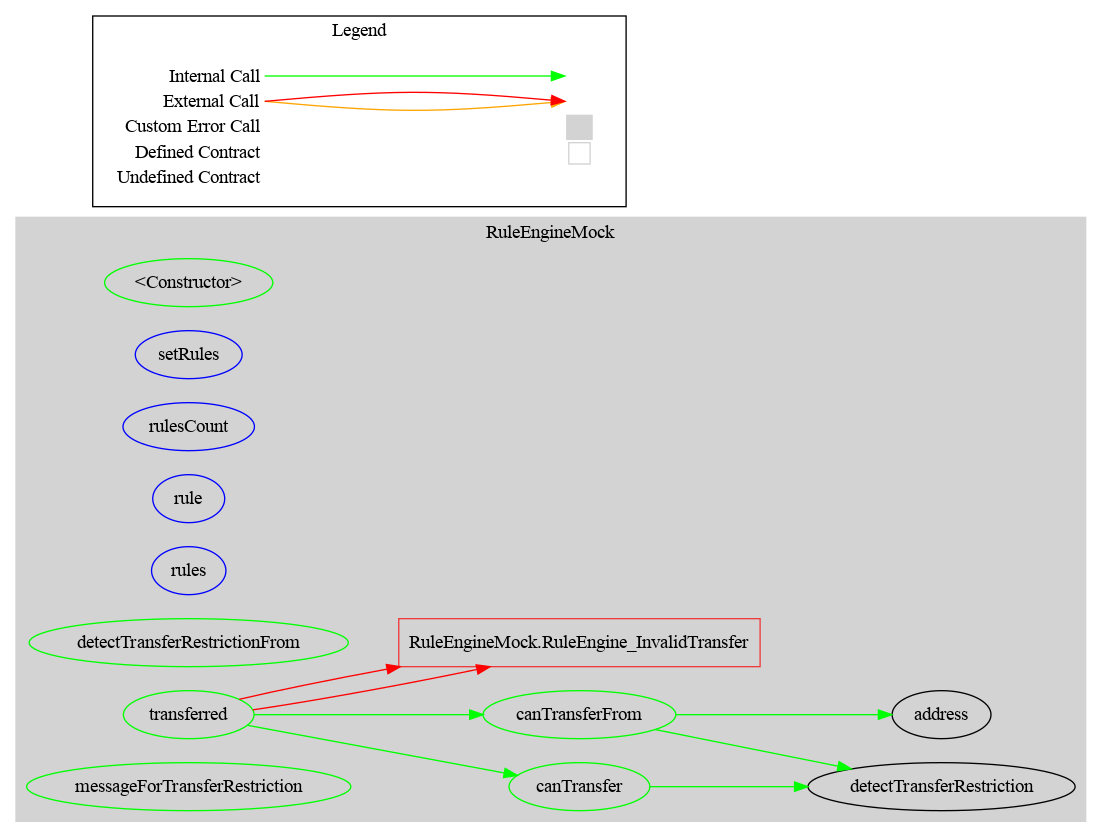 Legend
Internal Call
External Call
Custom Error Call
Defined Contract
Undefined Contract
RuleEngineMock
<Constructor>
setRules
rulesCount
rule
rules
detectTransferRestrictionFrom
RuleEngineMock.RuleEngine_InvalidTransfer
transferred
canTransferFrom
address
messageForTransferRestriction
canTransfer
detectTransferRestriction